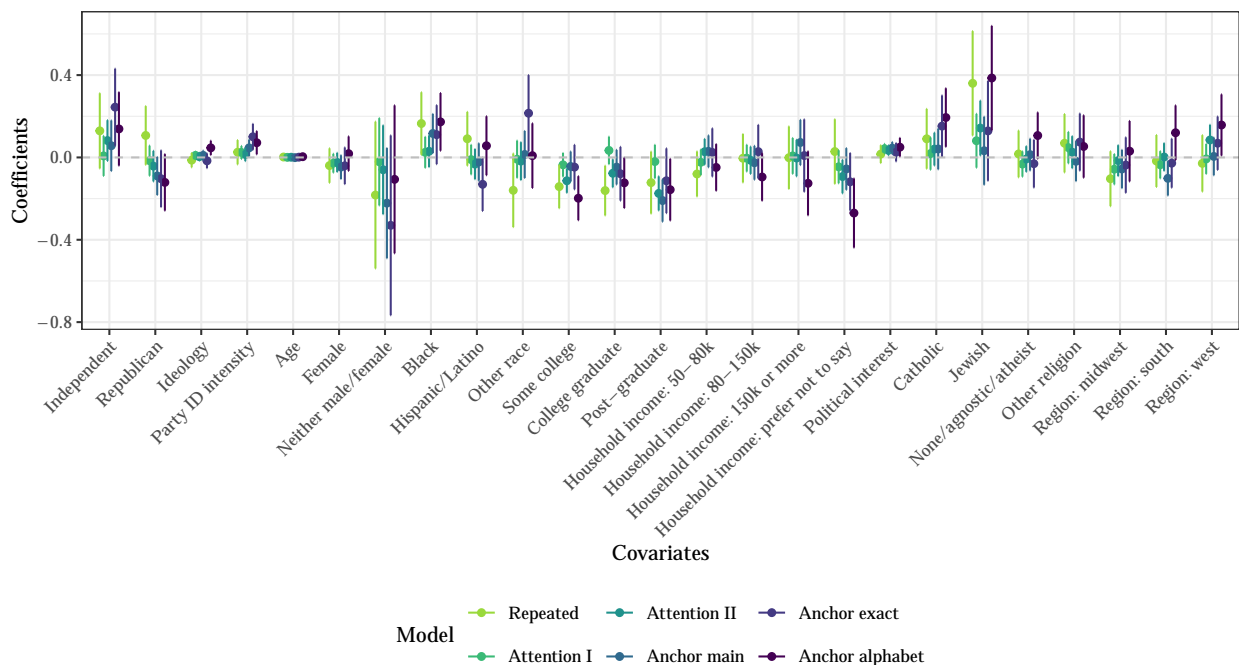 Coefficients
0.4
0.0
−0.4
−0.8
Independent
Republican
Ideology
Party ID intensity
Age
Female
Neither male/female
Black
Hispanic/Latino
Other race
Some college
College graduate
Post−graduate
Household income: 50−80k
Household income: 80−150k
Household income: 150k or more
Household income: prefer not to say
Political interest
Catholic
Jewish
None/agnostic/atheist
Other religion
Region: midwest
Region: south
Region: west
Covariates
Model
Repeated
Attention II
Anchor exact
Attention I
Anchor main
Anchor alphabet